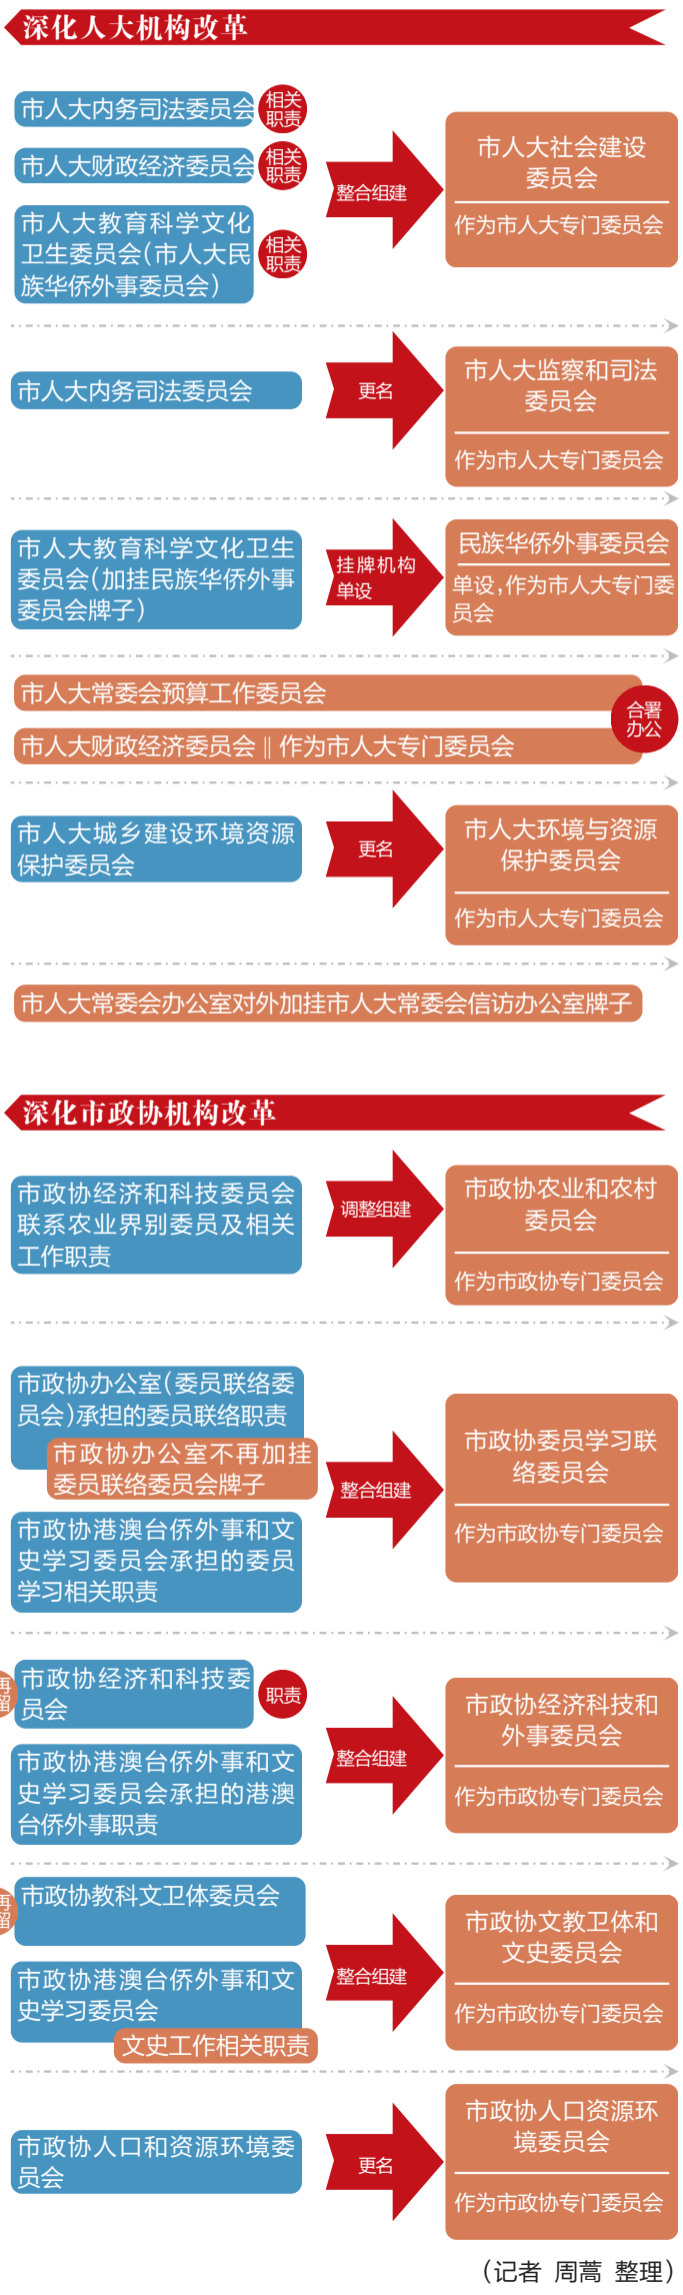 深化人大机构改革
市人大内务司法委员会
相关
职责
市人大财政经济委员会
相关
职责
市人大教育科学文化
卫生委员会(市人大民
族华侨外事委员会)
相关
职责
整合组建
市人大社会建设
委员会
作为市人大专门委员会
市人大内务司法委员会
更名
市人大监察和司法
委员会
作为市人大专门委员会
市人大教育科学文化卫生
委员会(加挂民族华侨外事
委员会牌子)
挂牌机构
单设
民族华侨外事委员会
单设,作为市人大专门委
员会
市人大常委会预算工作委员会
市人大财政经济委员会 ‖ 作为市人大专门委员会
合署
办公
市人大城乡建设环境资源
保护委员会
更名
市人大环境与资源
保护委员会
作为市人大专门委员会
市人大常委会办公室对外加挂市人大常委会信访办公室牌子
深化市政协机构改革
市政协经济和科技委员会
联系农业界别委员及相关
工作职责
调整组建
市政协农业和农村
委员会
作为市政协专门委员会
市政协办公室(委员联络委
员会)承担的委员联络职责
市政协办公室不再加挂
委员联络委员会牌子
市政协港澳台侨外事和文
史学习委员会承担的委员
学习相关职责
整合组建
市政协委员学习联
络委员会
作为市政协专门委员会
再
留
市政协经济和科技委
员会
职责
市政协港澳台侨外事和文
史学习委员会承担的港澳
台侨外事职责
整合组建
市政协经济科技和
外事委员会
作为市政协专门委员会
再
留
市政协教科文卫体委员会
市政协港澳台侨外事和文
史学习委员会
文史工作相关职责
整合组建
市政协文教卫体和
文史委员会
作为市政协专门委员会
市政协人口和资源环境委
员会
更名
市政协人口资源环
境委员会
作为市政协专门委员会
(记者 周蒿 整理)